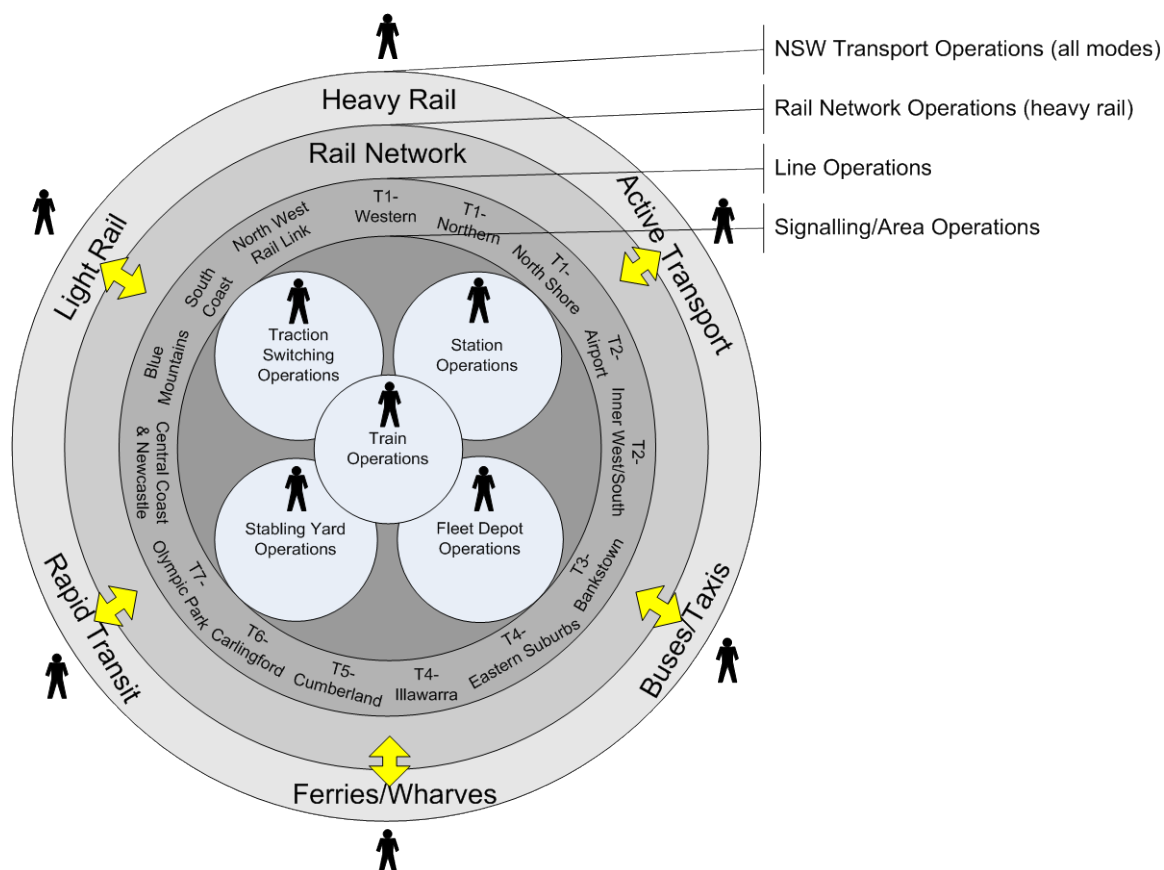 NSW Transport Operations (all modes)
Rail Network Operations (heavy rail)
Line Operations
Signalling/Area Operations
Heavy Rail
Active Transport
Buses/Taxis
Ferries/Wharves
Rapid Transit
Light Rail
Rail Network
T1-
Western
T1-
Northern
T1-
North Shore
T2-
Airport
T2-
Inner West/South
T3-
Bankstown
T4-
Eastern Suburbs
T4-
Illawarra
T5-
Cumberland
T6-
Carlingford
T7-
Olympic Park
Central Coast
& Newcastle
Blue
Mountains
South
Coast
North West
Rail Link
Traction
Switching
Operations
Station
Operations
Train
Operations
Stabling Yard
Operations
Fleet Depot
Operations